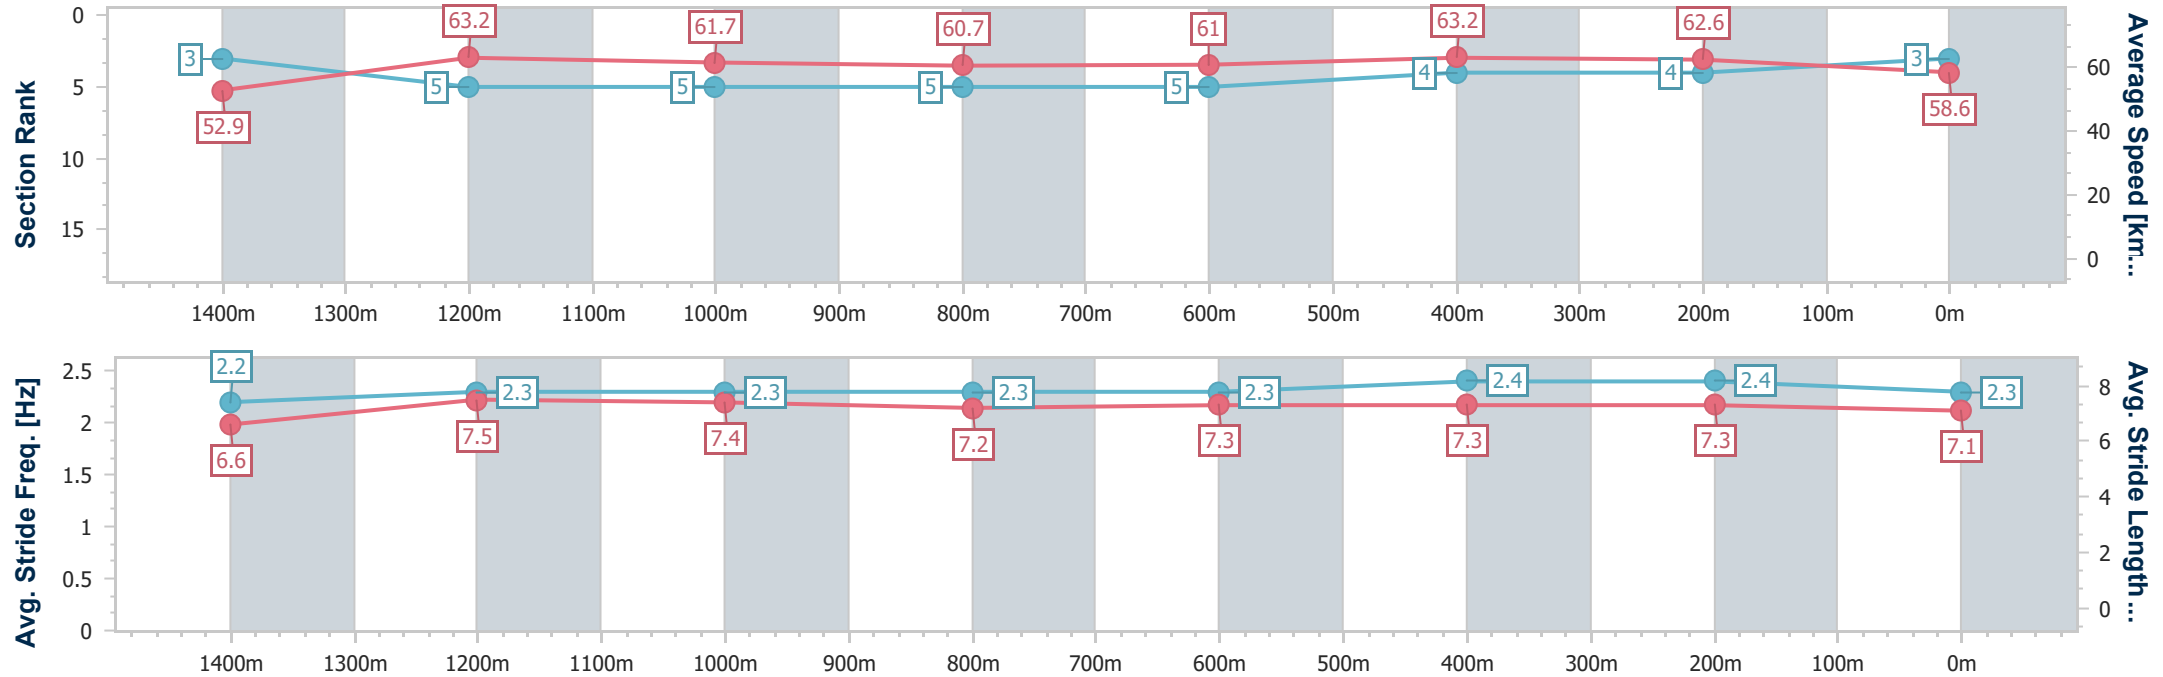 Section Rank
0
5
10
15
3
5
5
5
5
4
4
3
52.9
63.2
61.7
60.7
61
63.2
62.6
58.6
Average Speed [km...
60
40
20
0
1400m
1300m
1200m
1100m
1000m
900m
800m
700m
600m
500m
400m
300m
200m
100m
0m
Avg. Stride Freq. [Hz]
2.5
2
1.5
1
0.5
0
2.2
2.3
2.3
2.3
2.3
2.4
2.4
2.3
6.6
7.5
7.4
7.2
7.3
7.3
7.3
7.1
Avg. Stride Length ...
8
6
4
2
0
1400m
1300m
1200m
1100m
1000m
900m
800m
700m
600m
500m
400m
300m
200m
100m
0m